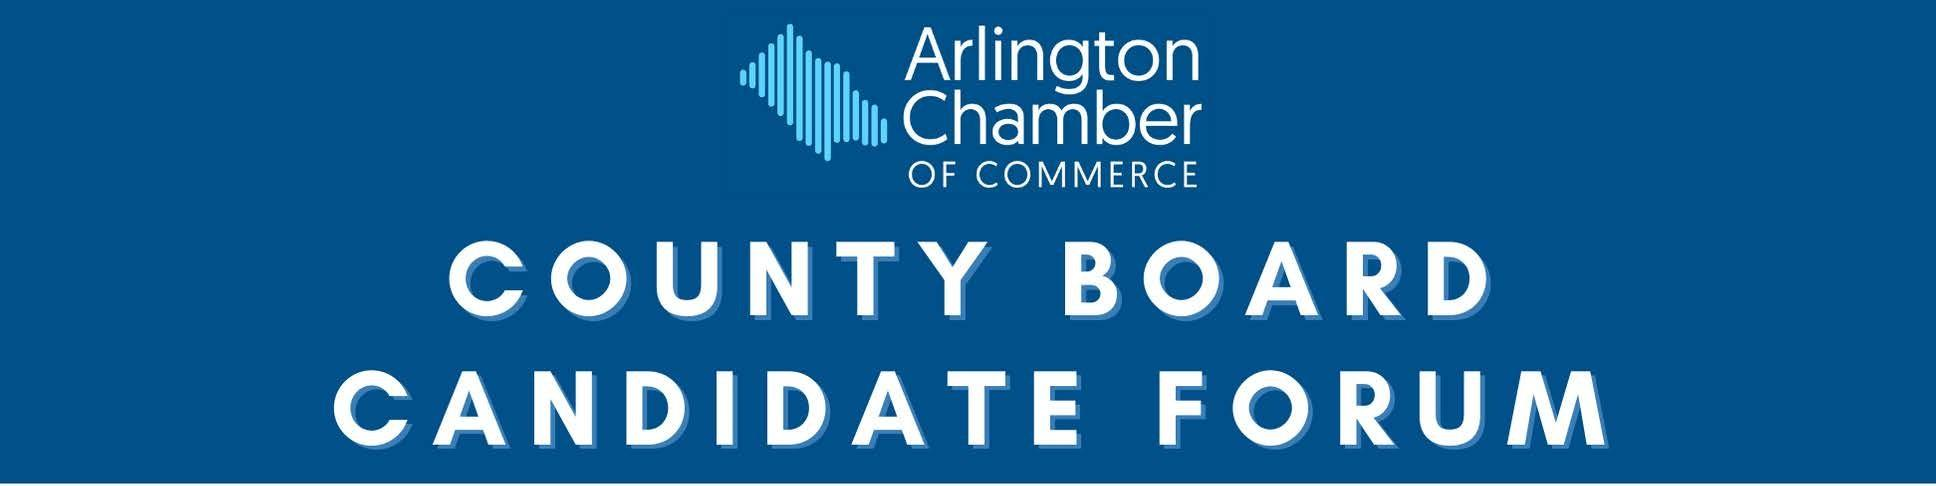 Arlington
Chamber
OF COMMERCE
COUNTY BOARD
CANDIDATE FORUM